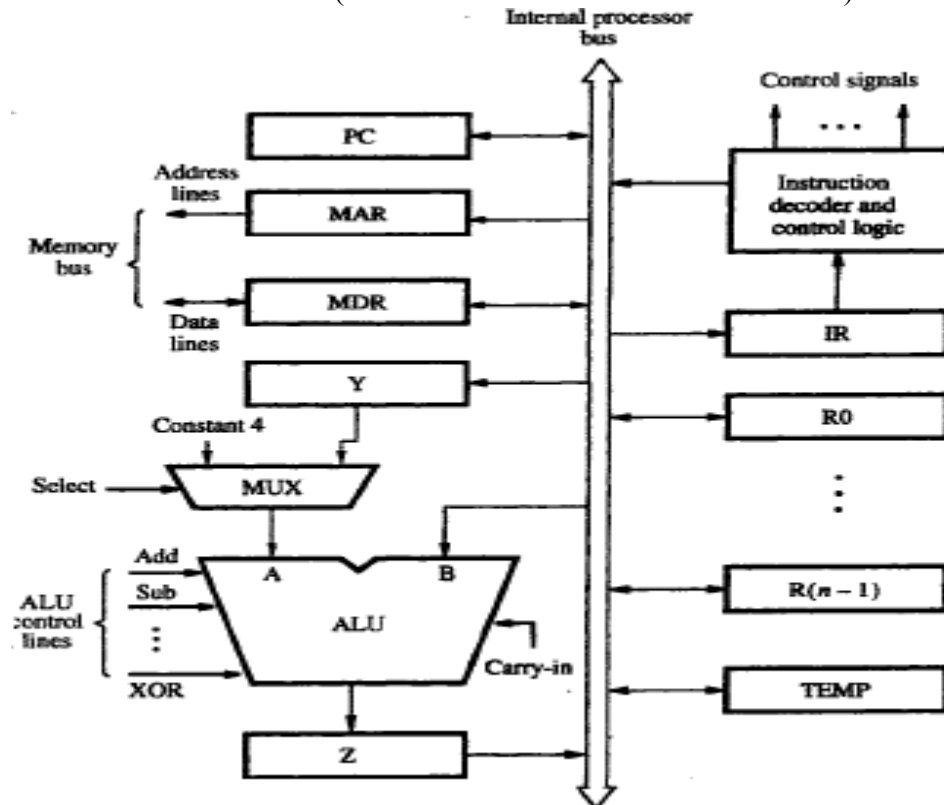 Internal processor
bus
Control signals
...
PC
Address
lines
Instruction
decoder and
control logic
MAR
Memory
bus
MDR
Data
lines
IR
Y
R0
Constant 4
Select
MUX
Add
A
B
R(n − 1)
Sub
ALU
control
lines
ALU
Carry-in
XOR
TEMP
Z